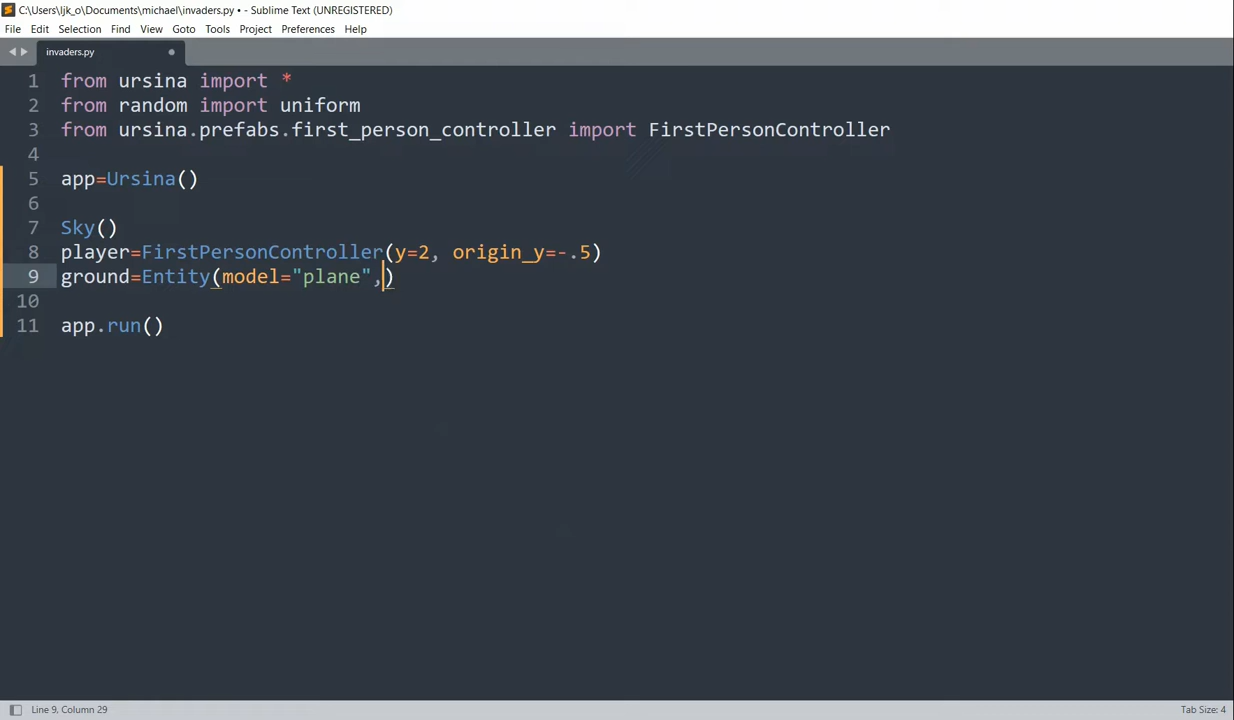 C:\Users\ljk_o\Documents\michael\invaders.py • - Sublime Text (UNREGISTERED)
File Edit Selection Find View Goto Tools Project Preferences Help
invaders.py
1 from ursina import *
2 from random import uniform
3 from ursina.prefabs.first_person_controller import FirstPersonController
4
5 app=Ursina()
6
7 Sky()
8 player=FirstPersonController(y=2, origin_y=-.5)
9 ground=Entity(model="plane",)
10
11 app.run()
Line 9, Column 29 Tab Size: 4